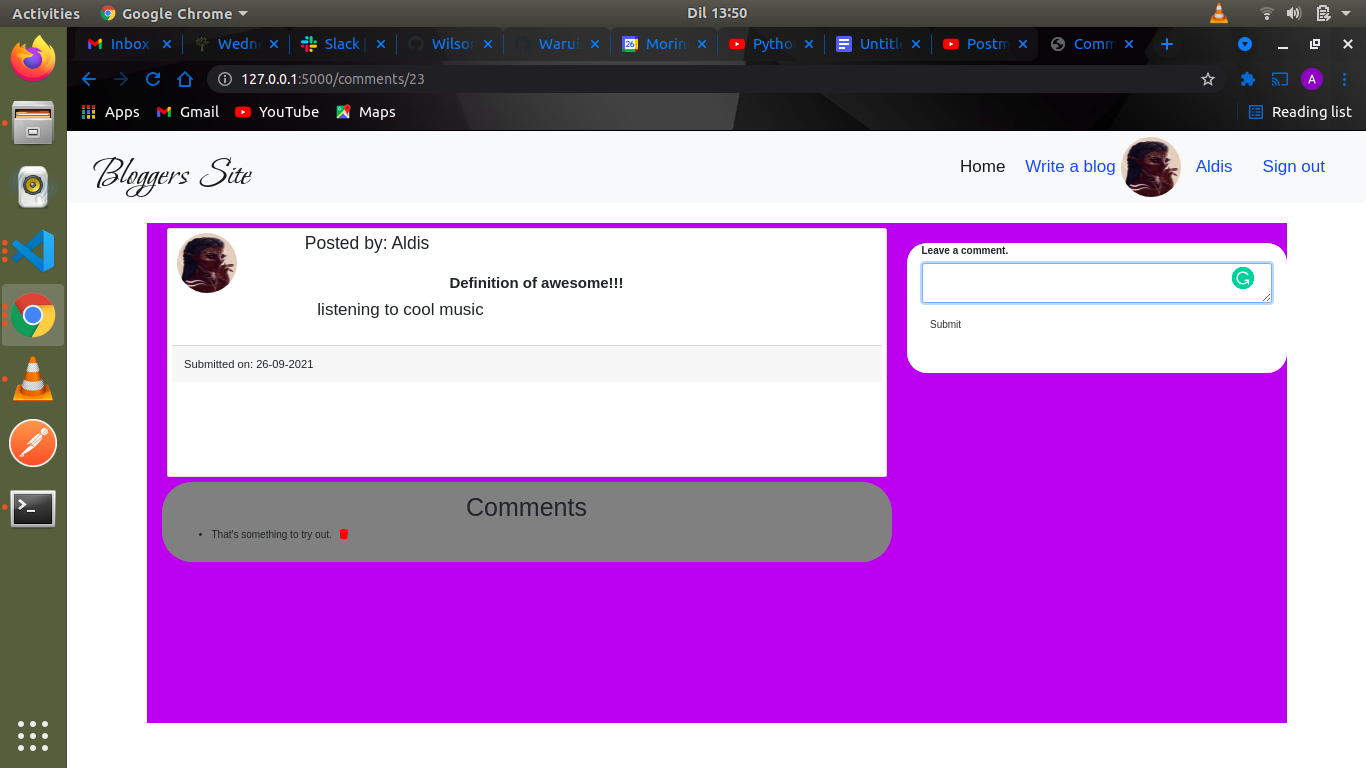 Activities Google Chrome Dil 13:50
Inbox Wedn Slack | Wilson Warui Morin Python Untitle Postm Comm
127.0.0.1:5000/comments/23 A
Apps Gmail YouTube Maps Reading list
Bloggers Site Home Write a blog Aldis Sign out
Posted by: Aldis
Definition of awesome!!!
listening to cool music
Submitted on: 26-09-2021
Leave a comment.
Submit
Comments
• That's something to try out.